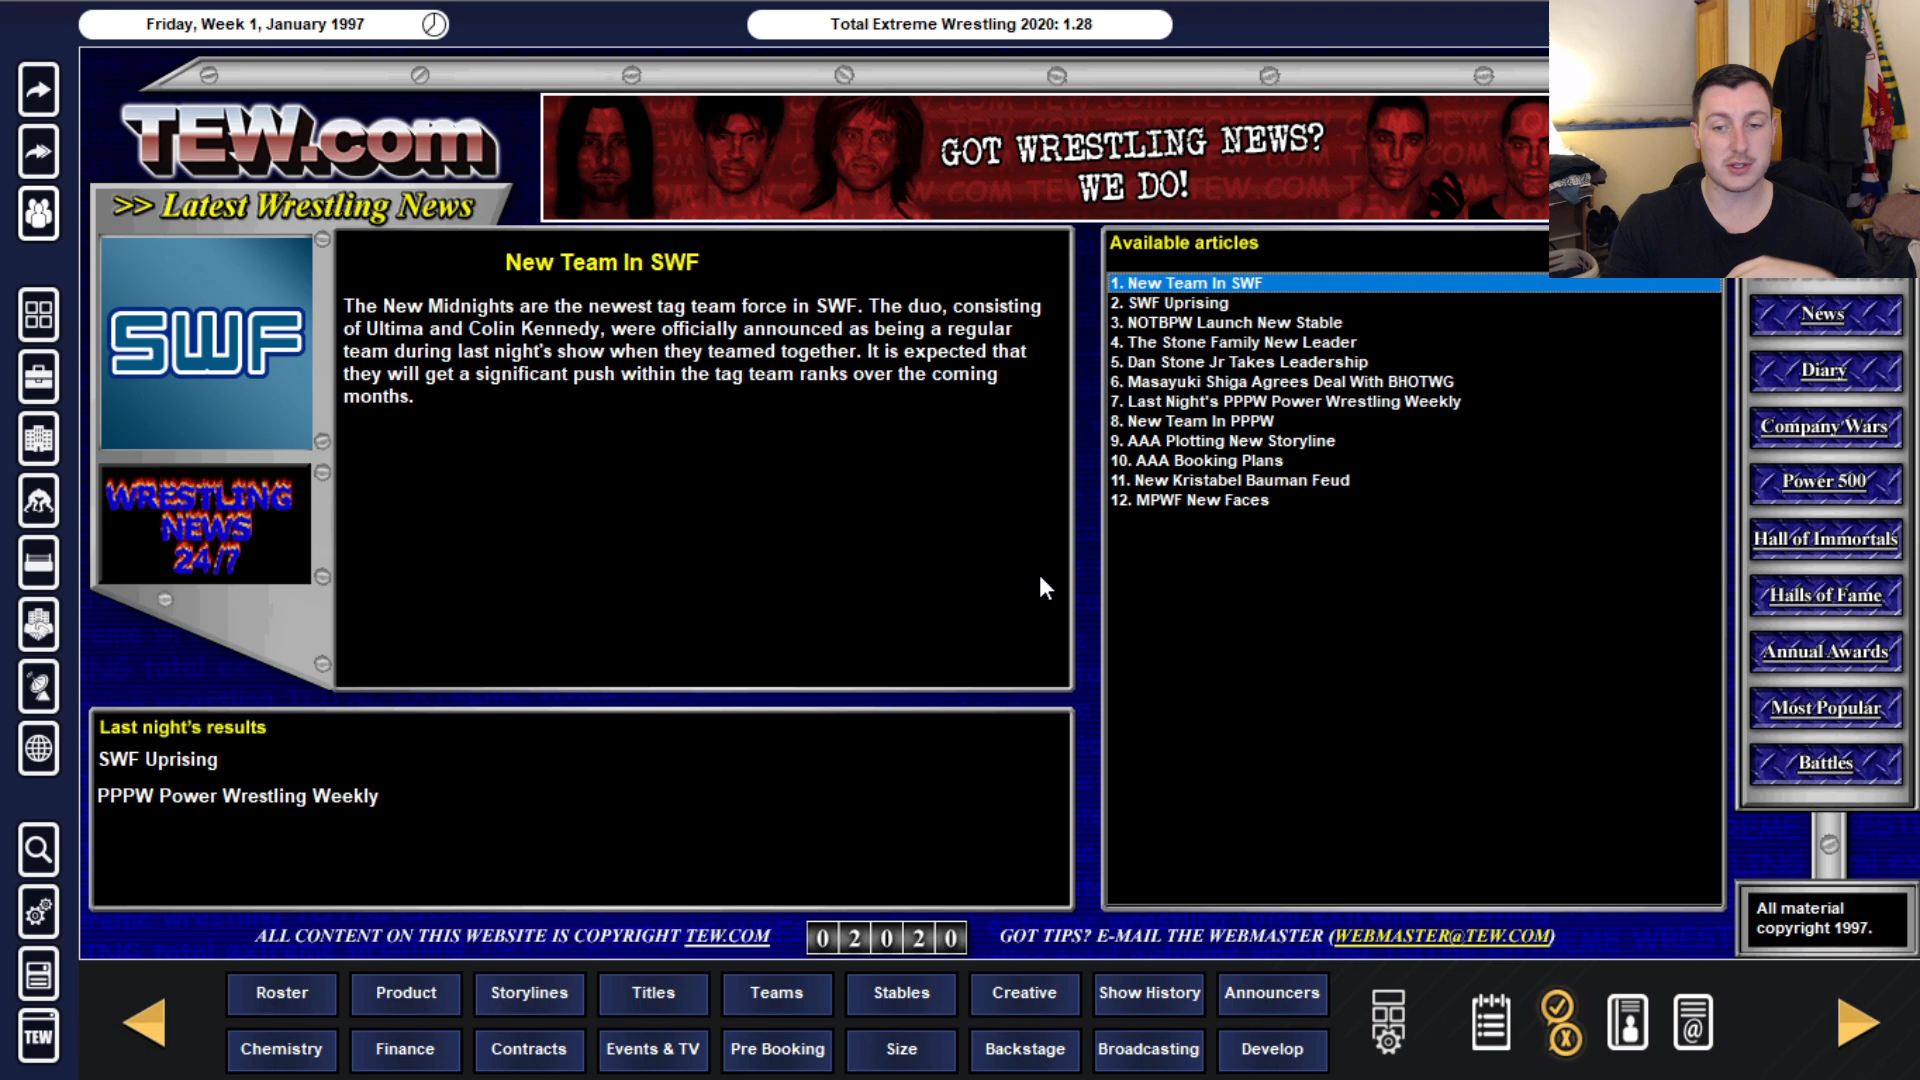 Friday, Week 1, January 1997
Total Extreme Wrestling 2020: 1.28
TEW.com
>> Latest Wrestling News
GOT WRESTLING NEWS?
WE DO!
SWF
WRESTLING
NEWS
24/7
New Team In SWF
The New Midnights are the newest tag team force in SWF. The duo, consisting
of Ultima and Colin Kennedy, were officially announced as being a regular
team during last night's show when they teamed together. It is expected that
they will get a significant push within the tag team ranks over the coming
months.
Available articles
1. New Team In SWF
2. SWF Uprising
3. NOTBPW Launch New Stable
4. The Stone Family New Leader
5. Dan Stone Jr Takes Leadership
6. Masayuki Shiga Agrees Deal With BHOTWG
7. Last Night's PPPW Power Wrestling Weekly
8. New Team In PPPW
9. AAA Plotting New Storyline
10. AAA Booking Plans
11. New Kristabel Bauman Feud
12. MPWF New Faces
News
Diary
Company Wars
Power 500
Hall of Immortals
Halls of Fame
Annual Awards
Most Popular
Battles
Last night's results
SWF Uprising
PPPW Power Wrestling Weekly
All material
copyright 1997.
ALL CONTENT ON THIS WEBSITE IS COPYRIGHT TEW.COM
0 2 0 2 0
GOT TIPS? E-MAIL THE WEBMASTER (WEBMASTER@TEW.COM)
Roster
Product
Storylines
Titles
Teams
Stables
Creative
Show History
Announcers
Chemistry
Finance
Contracts
Events & TV
Pre Booking
Size
Backstage
Broadcasting
Develop
TEW